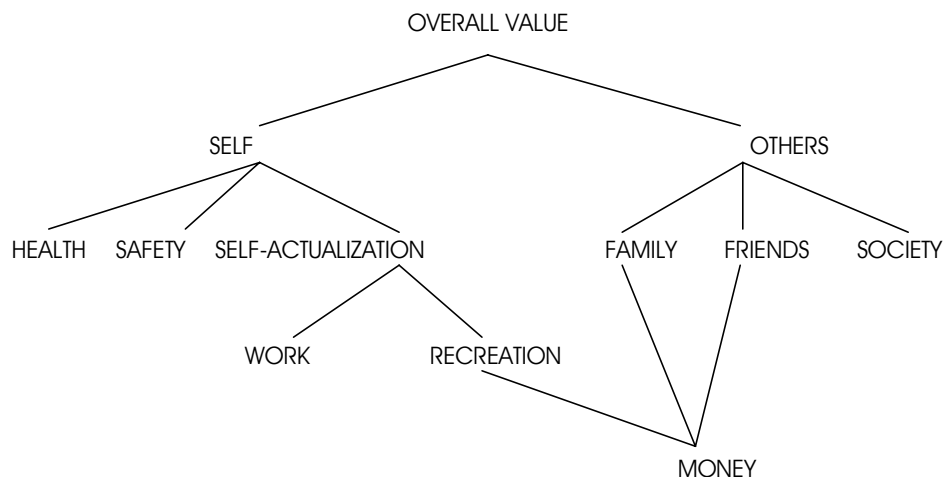 OVERALL VALUE
SELF OTHERS
HEALTH SAFETY SELF-ACTUALIZATION FAMILY FRIENDS SOCIETY
WORK RECREATION
MONEY